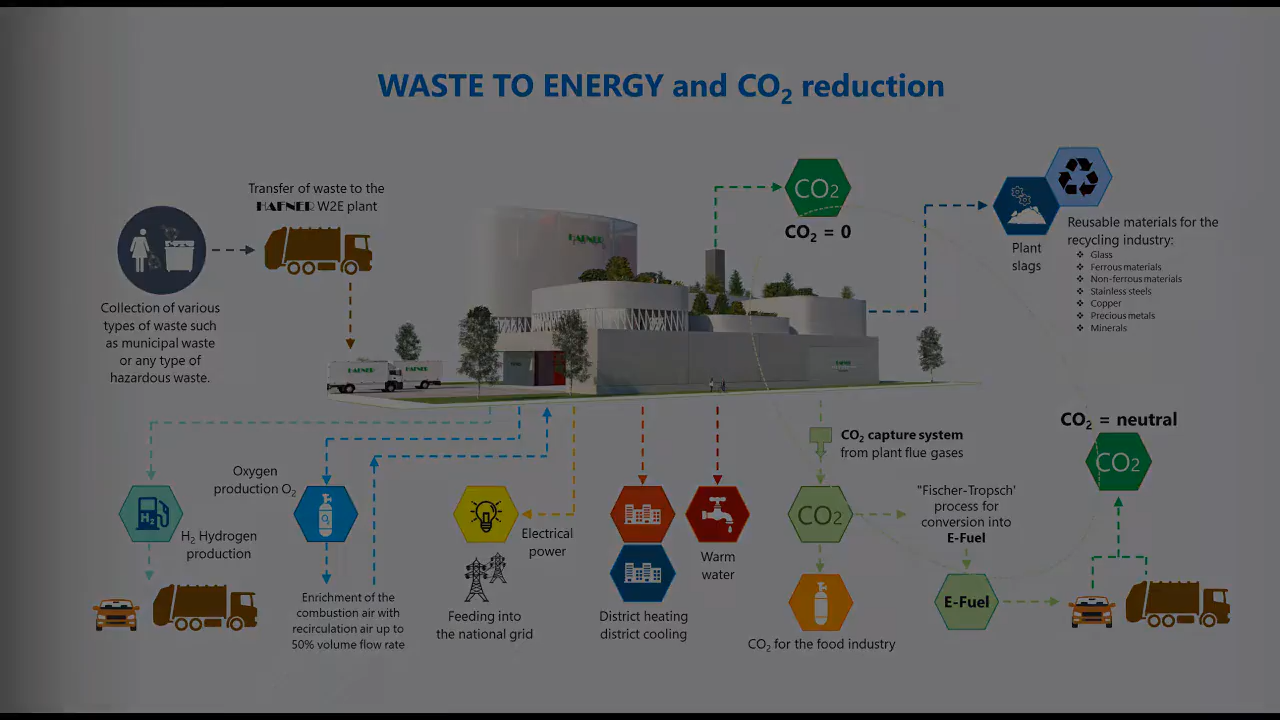 WASTE TO ENERGY and CO₂ reduction
Transfer of waste to the
HAFNER W2E plant
Collection of various
types of waste such
as municipal waste
or any type of
hazardous waste.
HAFNER
HAFNER
HAFNER
HAFNER
CO₂
CO₂ = 0
Plant
slags
Reusable materials for the
recycling industry:
❖ Glass
❖ Ferrous materials
❖ Non-ferrous materials
❖ Stainless steels
❖ Copper
❖ Precious metals
❖ Minerals
H₂
H₂ Hydrogen
production
Oxygen
production O₂
O₂
Enrichment of the
combustion air with
recirculation air up to
50% volume flow rate
Electrical
power
Feeding into
the national grid
District heating
district cooling
Warm
water
CO₂ capture system
from plant flue gases
CO₂
CO₂ for the food industry
"Fischer-Tropsch'
process for
conversion into
E-Fuel
E-Fuel
CO₂ = neutral
CO₂